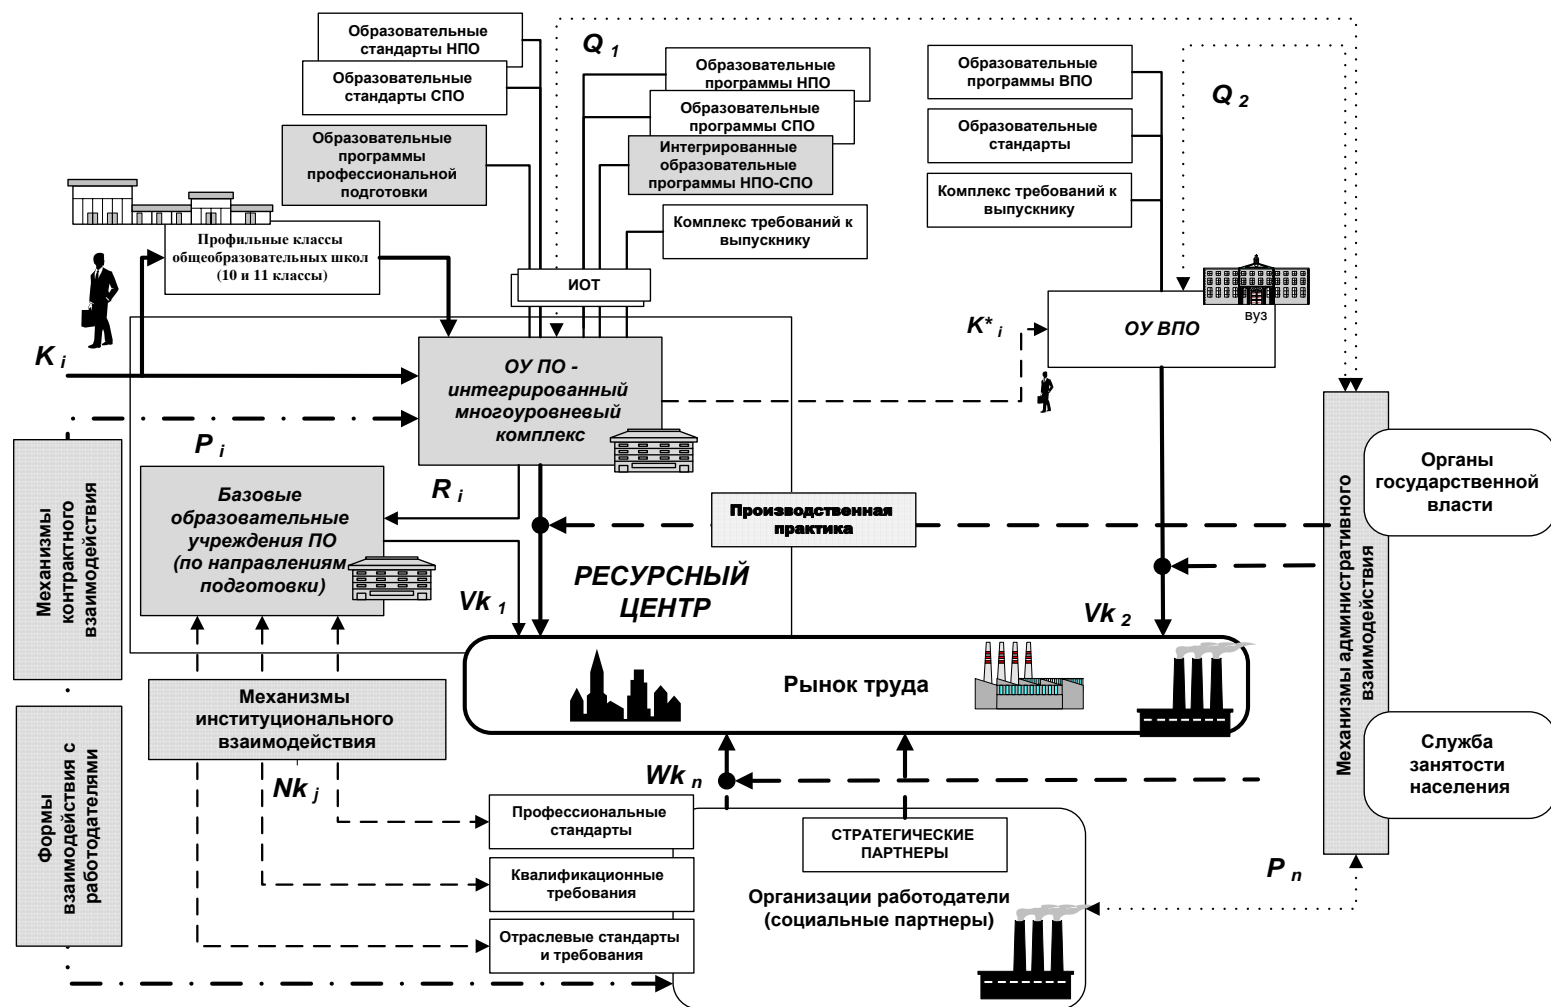 Образовательные
стандарты НПО
Образовательные
стандарты СПО
Образовательные
программы
профессиональной
подготовки
Q 1
Образовательные
программы НПО
Образовательные
программы СПО
Интегрированные
образовательные
программы НПО-СПО
Комплекс требований к
выпускнику
Образовательные
программы ВПО
Образовательные
стандарты
Комплекс требований к
выпускнику
Q 2
Профильные классы
общеобразовательных школ
(10 и 11 классы)
ИОТ
вуз
K i
ОУ ПО -
интегрированный
многоуровневый
комплекс
K* i
ОУ ВПО
P i
R i
Механизмы
контрактного
взаимодействия
Базовые
образовательные
учреждения ПО
(по направлениям
подготовки)
Производственная
практика
РЕСУРСНЫЙ
ЦЕНТР
Vk 1
Vk 2
Механизмы административного
взаимодействия
Органы
государственной
власти
Рынок труда
Механизмы
институционального
взаимодействия
Nk j
Wk n
Служба
занятости
населения
Формы
взаимодействия с
работодателями
Профессиональные
стандарты
Квалификационные
требования
Отраслевые стандарты
и требования
СТРАТЕГИЧЕСКИЕ
ПАРТНЕРЫ
Организации работодатели
(социальные партнеры)
P n